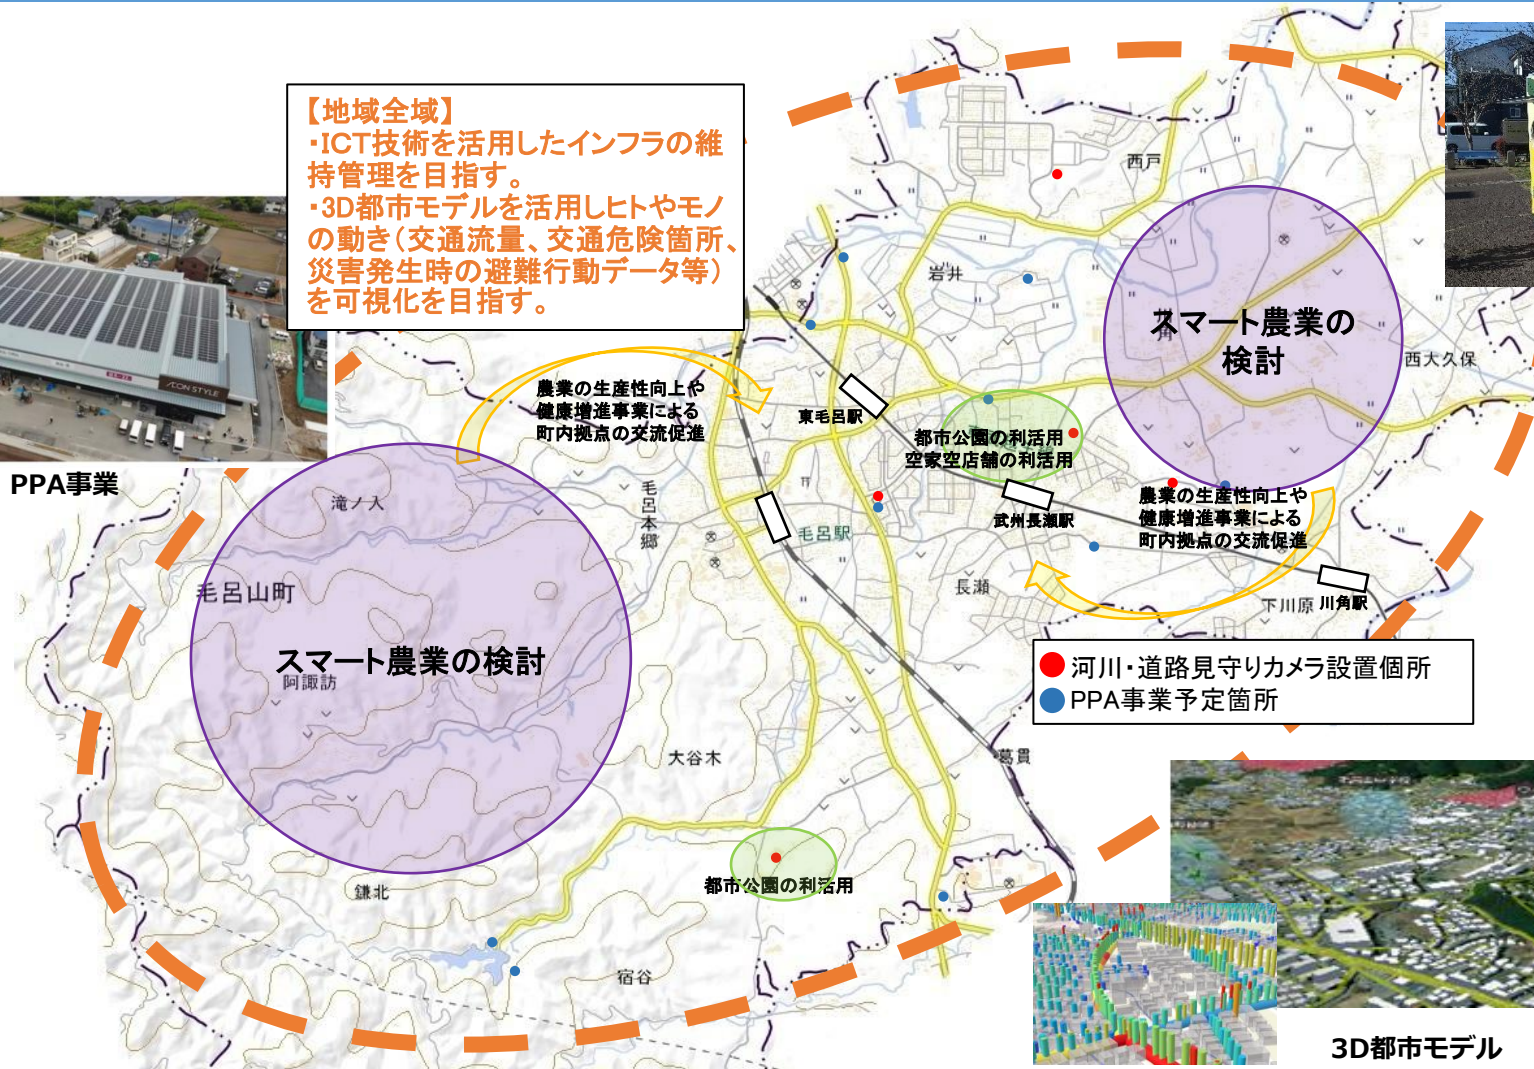 【地域全域】
・ICT技術を活用したインフラの維
持管理を目指す。
・3D都市モデルを活用しヒトやモノ
の動き（交通流量、交通危険箇所、
災害発生時の避難行動データ等）
を可視化を目指す。
西戸
岩井
スマート農業の
検討
西大久保
ÆON STYLE
農業の生産性向上や
健康増進事業による
町内拠点の交流促進
東毛呂駅
都市公園の利活用
空家空店舗の利活用
PPA事業
滝ノ入
毛呂本郷
毛呂駅
武州長瀬駅
農業の生産性向上や
健康増進事業による
町内拠点の交流促進
毛呂山町
長瀬
下川原
川角駅
スマート農業の検討
阿諏訪
河川・道路見守りカメラ設置個所
PPA事業予定箇所
大谷木
葛貫
都市公園の利活用
鎌北
宿谷
3D都市モデル